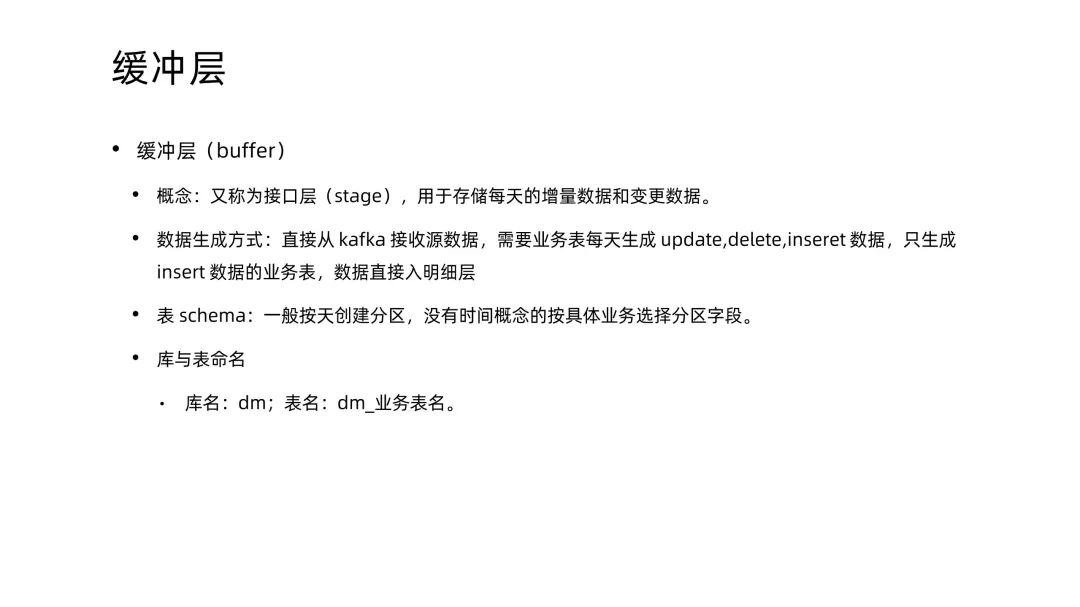 缓冲层
• 缓冲层（buffer）
• 概念：又称为接口层（stage），用于存储每天的增量数据和变更数据。
• 数据生成方式：直接从 kafka 接收源数据，需要业务表每天生成 update,delete,inseret 数据，只生成
insert 数据的业务表，数据直接入明细层
• 表 schema：一般按天创建分区，没有时间概念的按具体业务选择分区字段。
• 库与表命名
• 库名：dm；表名：dm_业务表名。